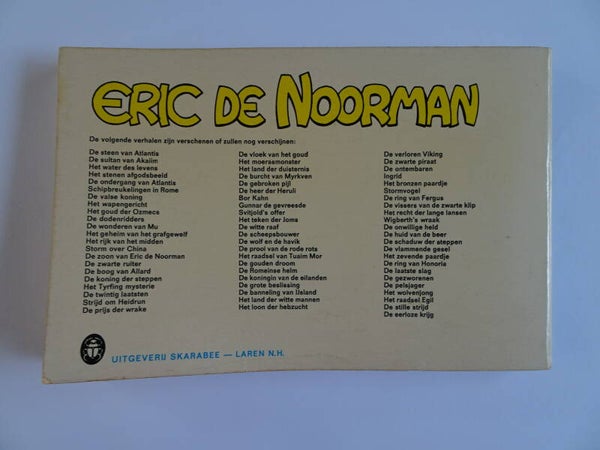 ERIC DE NOORMAN
De volgende verhalen zijn verschenen of zullen nog verschijnen:
De steen van Atlantis
De sultan van Akaïim
Het water des levens
Het stenen afgodsbeeld
De ondergang van Atlantis
Schipbreukelingen in Rome
De valse koning
Het wapengericht
Het goud der Ozmecs
De dodenridders
De wonderen van Mu
Het geheim van het grafgewelf
Het rijk van het midden
Storm over China
De zoon van Eric de Noorman
De zwarte ruiter
De boog van Allard
De koning der steppen
Het Tyrfing mysterie
De twintig laatsten
Strijd om Heidrun
De prijs der wrake
De vloek van het goud
Het moerasmonster
Het land der duisternis
De burcht van Myrkven
De gebroken pijl
De heer der Heruli
Bor Kahn
Gunnar de gevreesde
Svitjold's offer
Het teken der loms
De witte raaf
De scheepsbouwer
De wolf en de havik
De prooi van de rode rots
Het raadsel van Tusim Mor
De gouden droom
De Romeinse helm
De koningin van de eilanden
De grote beslissing
De banneling van IJsland
Het land der witte mannen
Het loon der hebzucht
De verloren Viking
De zwarte piraat
De ontembaren
Ingrid
Het bronzen paardje
Stormvogel
De ring van Fergus
De vissers van de zwarte klip
Het recht der lange lansen
Wigberth's wraak
De onwillige held
De huid van de beer
De schaduw der steppen
De vlammende gesel
Het zevende paardje
De ring van Honoria
De laatste slag
De gezworenen
De pelsjager
Het wolvenjong
Het raadsel Egil
De stille strijd
De eerloze krijg
UITGEVERIJ SKARABEE — LAREN N.H.